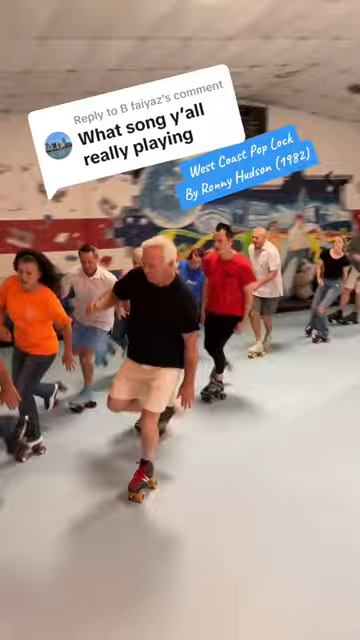 Reply to B faiyaz's comment
What song y'all
really playing
West Coast Pop Lock
By Ronny Hudson (1982)